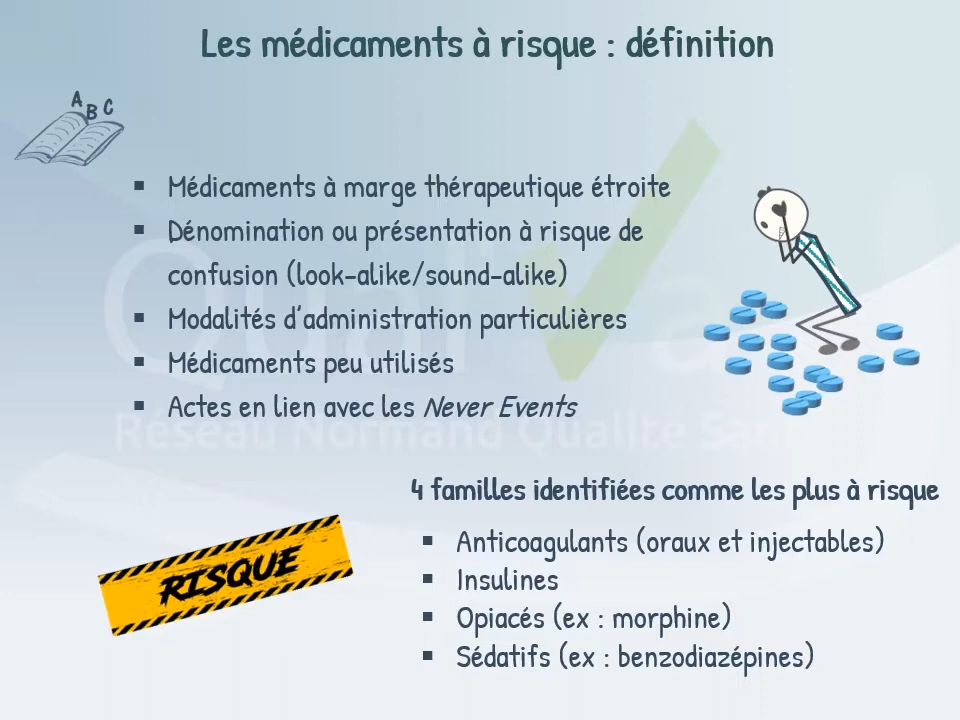 Les médicaments à risque : définition
A B C
▪ Médicaments à marge thérapeutique étroite
▪ Dénomination ou présentation à risque de
confusion (look-alike/sound-alike)
▪ Modalités d'administration particulières
▪ Médicaments peu utilisés
▪ Actes en lien avec les Never Events
Qual a
Réseau Normand Qualité San
4 familles identifiées comme les plus à risque
RISQUE
▪ Anticoagulants (oraux et injectables)
▪ Insulines
▪ Opiacés (ex : morphine)
▪ Sédatifs (ex : benzodiazépines)